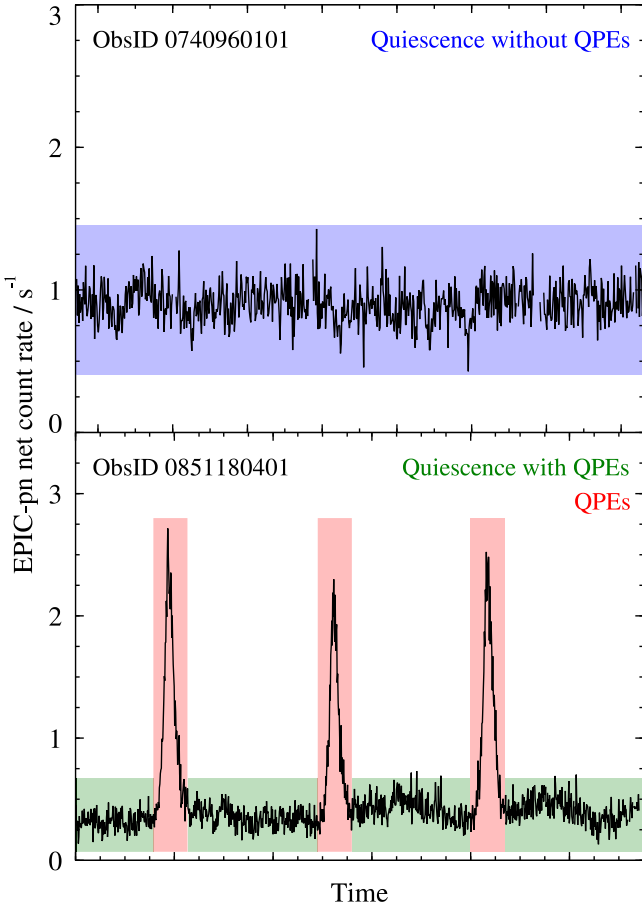 3
ObsID 0740960101
Quiescence without QPEs
2
1
0
ObsID 0851180401
Quiescence with QPEs
QPEs
3
2
1
0
EPIC-pn net count rate / s⁻¹
Time